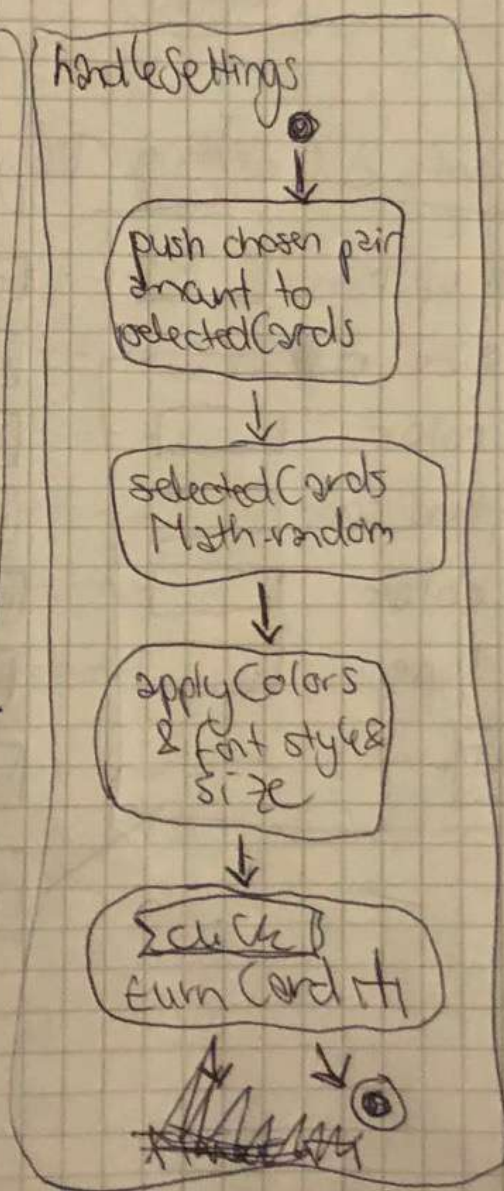 handleSettings
push chosen pair
amount to
selectedCards
selectedCards
Math.random
applyColors
& font style &
size
click
turnCard